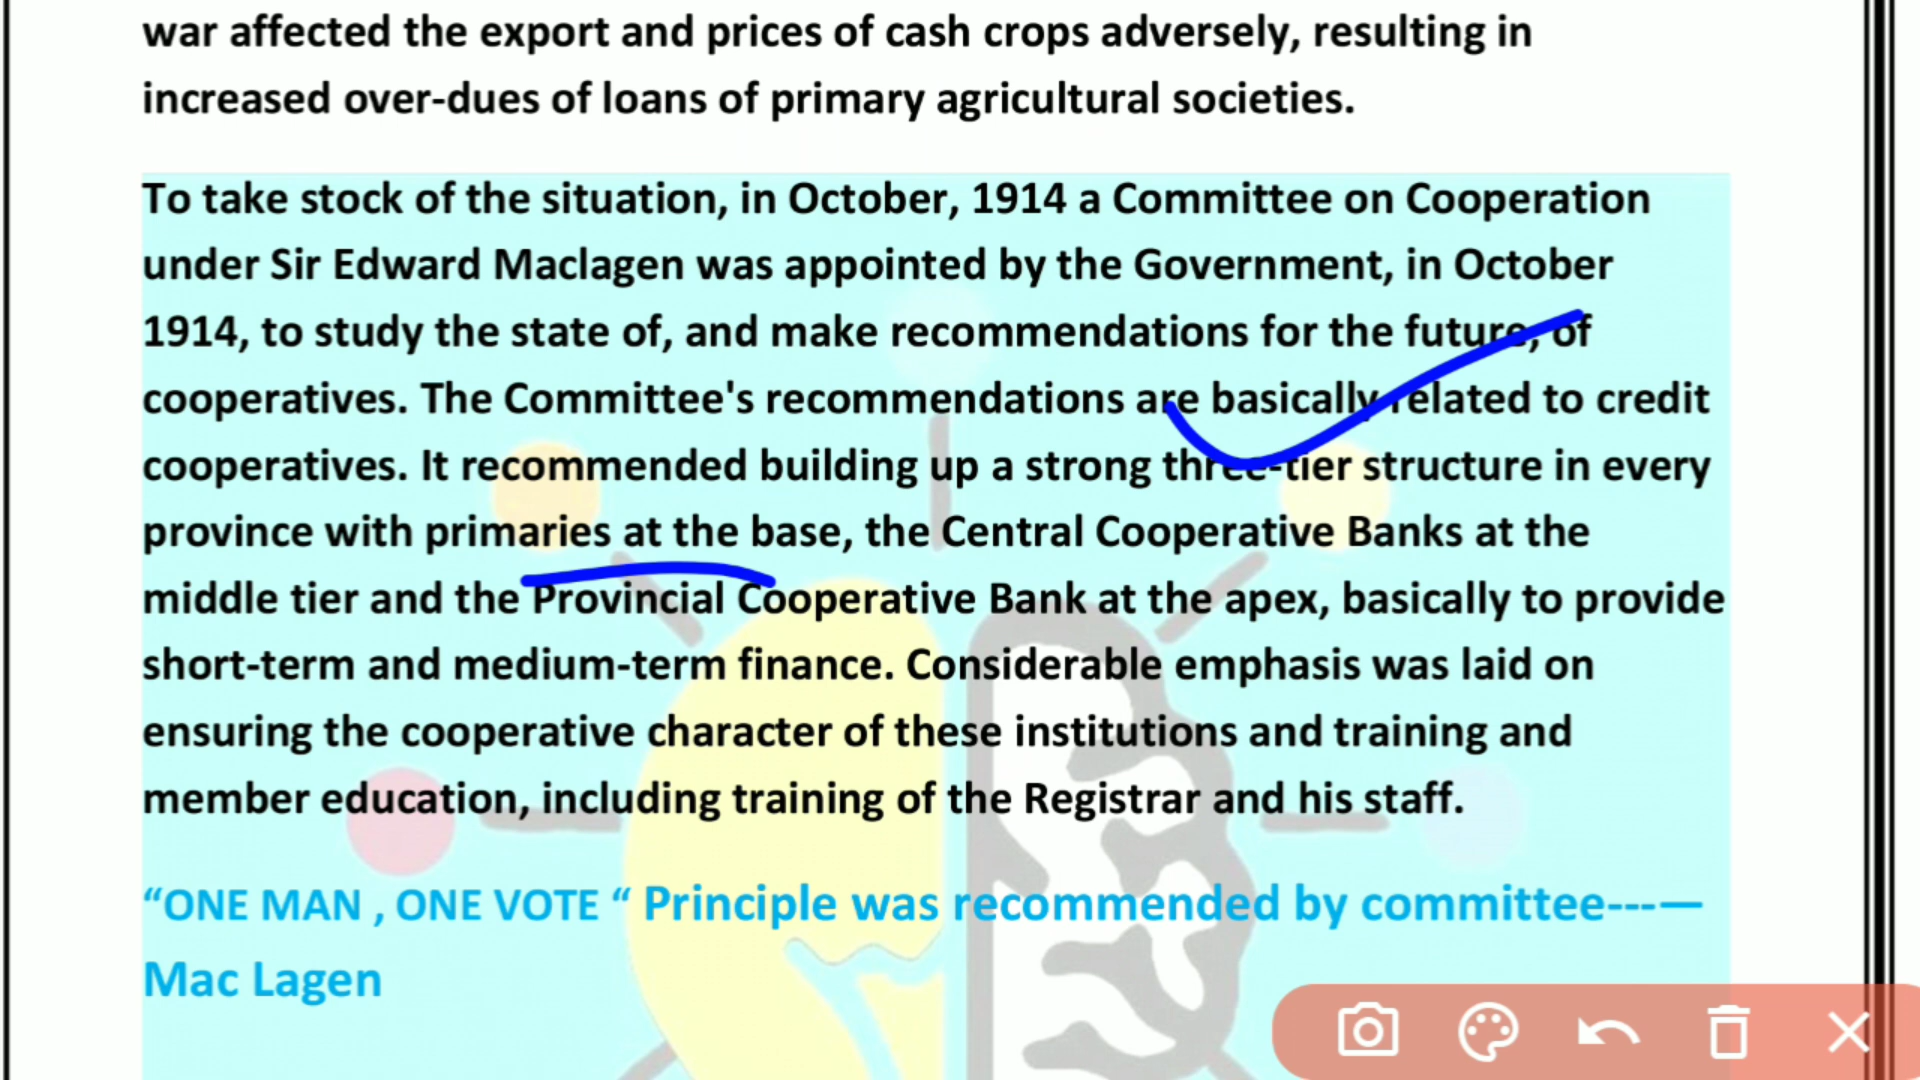 war affected the export and prices of cash crops adversely, resulting in
increased over-dues of loans of primary agricultural societies.
To take stock of the situation, in October, 1914 a Committee on Cooperation
under Sir Edward Maclagen was appointed by the Government, in October
1914, to study the state of, and make recommendations for the future, of
cooperatives. The Committee's recommendations are basically related to credit
cooperatives. It recommended building up a strong three-tier structure in every
province with primaries at the base, the Central Cooperative Banks at the
middle tier and the Provincial Cooperative Bank at the apex, basically to provide
short-term and medium-term finance. Considerable emphasis was laid on
ensuring the cooperative character of these institutions and training and
member education, including training of the Registrar and his staff.
“ONE MAN , ONE VOTE “ Principle was recommended by committee---—
Mac Lagen